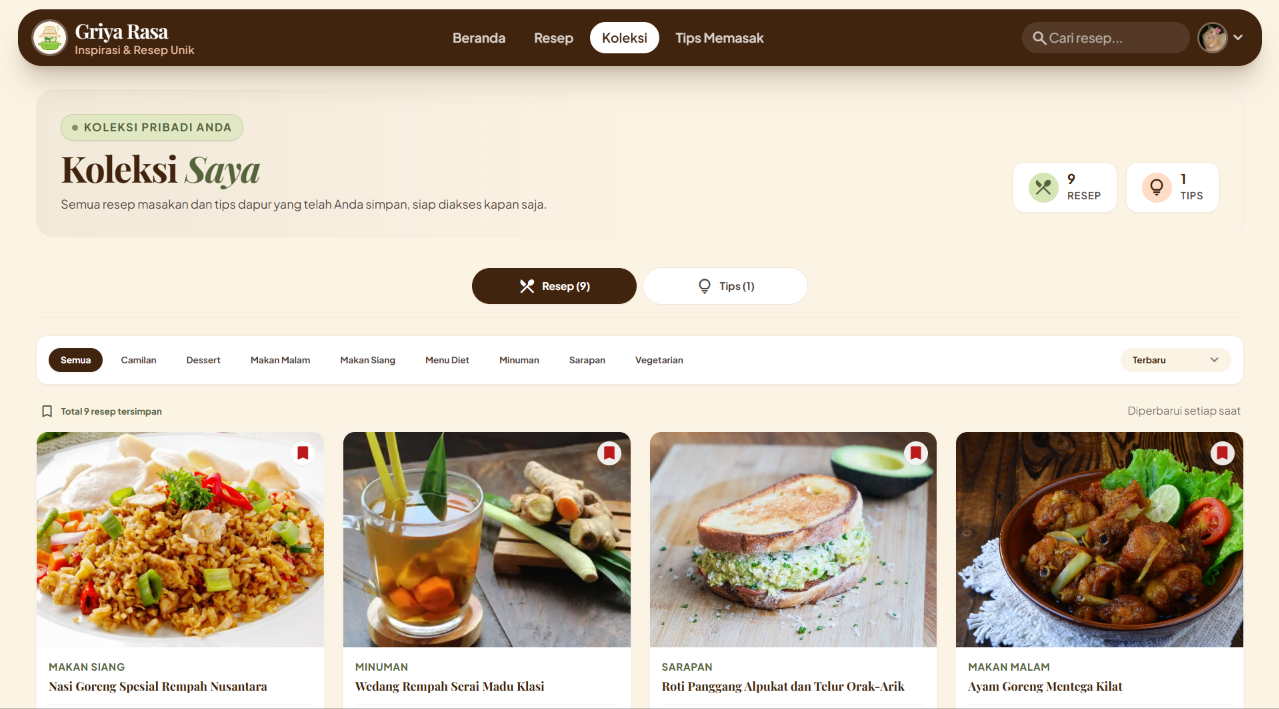 Griya Rasa
Inspirasi & Resep Unik
Beranda
Resep
Koleksi
Tips Memasak
Cari resep...
KOLEKSI PRIBADI ANDA
Koleksi Saya
Semua resep masakan dan tips dapur yang telah Anda simpan, siap diakses kapan saja.
9
RESEP
1
TIPS
Resep (9)
Tips (1)
Semua
Camilan
Dessert
Makan Malam
Makan Siang
Menu Diet
Minuman
Sarapan
Vegetarian
Terbaru
Total 9 resep tersimpan
Diperbarui setiap saat
MAKAN SIANG
Nasi Goreng Spesial Rempah Nusantara
MINUMAN
Wedang Rempah Serai Madu Klasi
SARAPAN
Roti Panggang Alpukat dan Telur Orak-Arik
MAKAN MALAM
Ayam Goreng Mentega Kilat